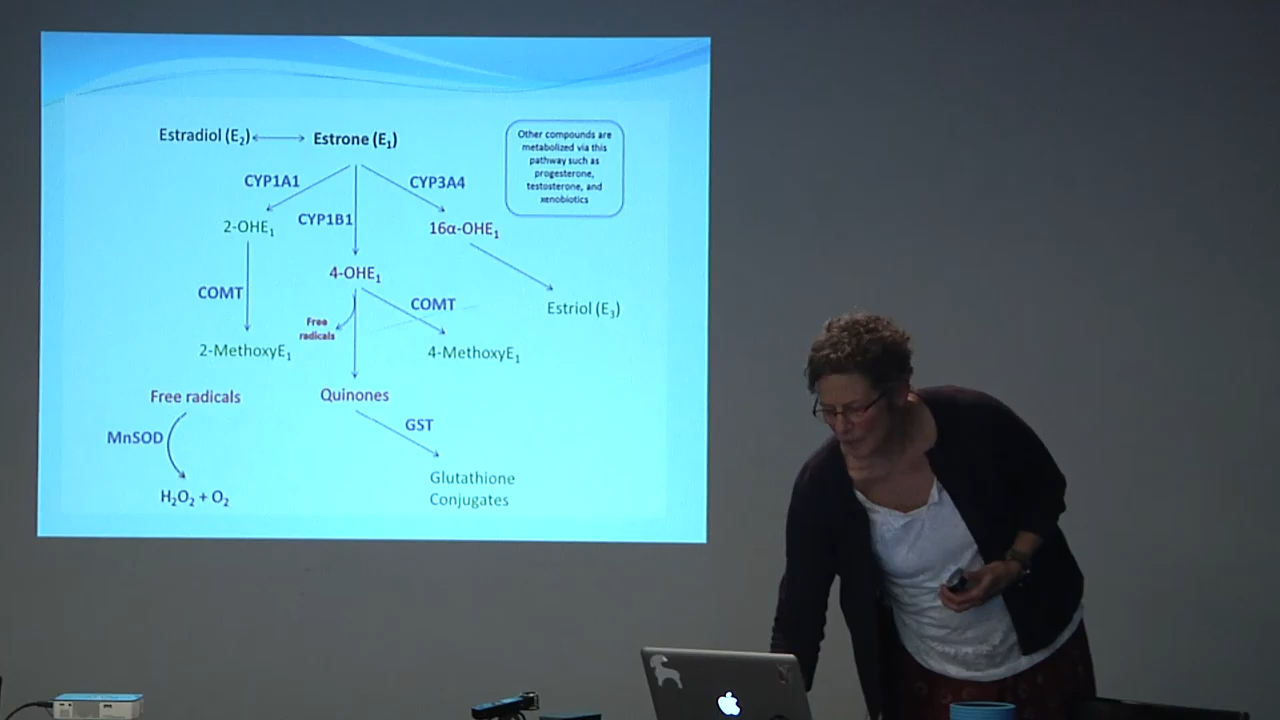 Estradiol (E₂) Estrone (E₁)
Other compounds are
metabolized via this
pathway such as
progesterone,
testosterone, and
xenobiotics
CYP1A1
CYP3A4
CYP1B1
2-OHE₁
16α-OHE₁
4-OHE₁
COMT
COMT
Free
radicals
Estriol (E₃)
2-MethoxyE₁
4-MethoxyE₁
Free radicals
Quinones
MnSOD
GST
H₂O₂ + O₂
Glutathione
Conjugates